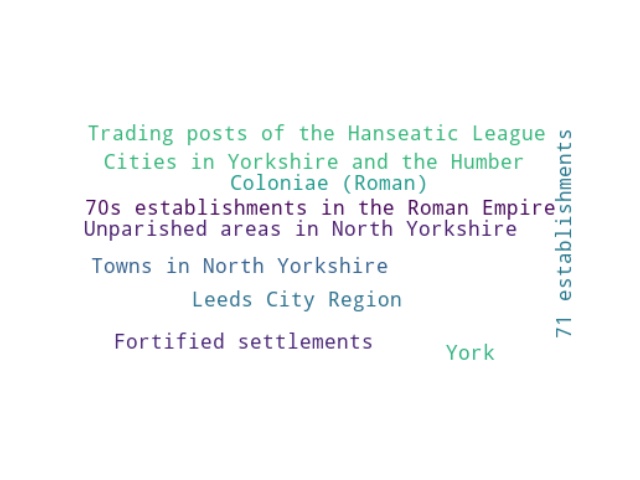 Trading posts of the Hanseatic League
Cities in Yorkshire and the Humber
Coloniae (Roman)
70s establishments in the Roman Empire
Unparished areas in North Yorkshire
Towns in North Yorkshire
Leeds City Region
Fortified settlements
York
71 establishments